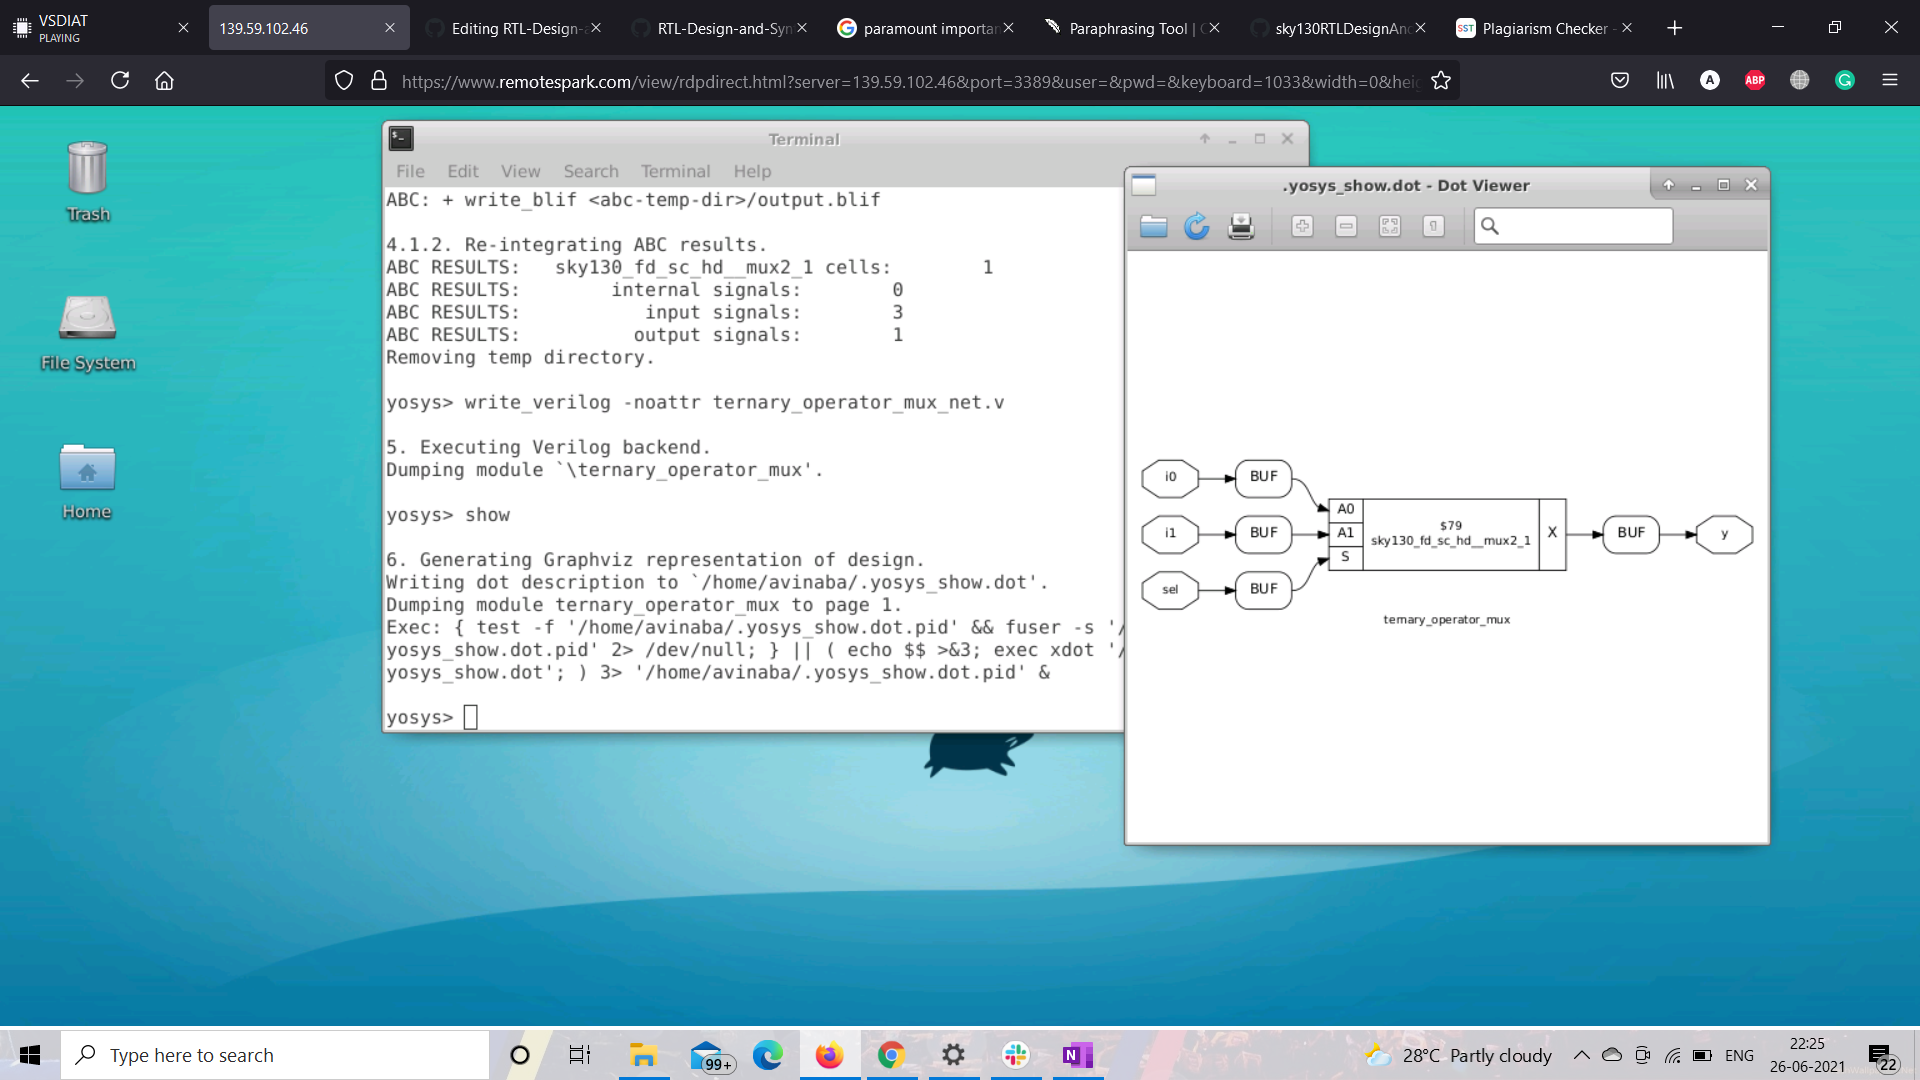 VSDIAT
PLAYING
139.59.102.46
Editing RTL-Design-a
RTL-Design-and-Syn
paramount importan
Paraphrasing Tool | 
sky130RTLDesignAnd
Plagiarism Checker -
https://www.remotespark.com/view/rdpdirect.html?server=139.59.102.46&port=3389&user=&pwd=&keyboard=1033&width=0&hei
A
ABP
G
Trash
File System
Home
Terminal
File Edit View Search Terminal Help
ABC: + write_blif <abc-temp-dir>/output.blif
4.1.2. Re-integrating ABC results.
ABC RESULTS:   sky130_fd_sc_hd__mux2_1 cells:        1
ABC RESULTS:        internal signals:        0
ABC RESULTS:           input signals:        3
ABC RESULTS:          output signals:        1
Removing temp directory.
yosys> write_verilog -noattr ternary_operator_mux_net.v
5. Executing Verilog backend.
Dumping module `\ternary_operator_mux'.
yosys> show
6. Generating Graphviz representation of design.
Writing dot description to `/home/avinaba/.yosys_show.dot'.
Dumping module ternary_operator_mux to page 1.
Exec: { test -f '/home/avinaba/.yosys_show.dot.pid' && fuser -s '/
yosys_show.dot.pid' 2> /dev/null; } || ( echo $$ >&3; exec xdot '/
yosys_show.dot'; ) 3> '/home/avinaba/.yosys_show.dot.pid' &
yosys>
.yosys_show.dot - Dot Viewer
i0
BUF
i1
BUF
sel
BUF
A0
A1
S
$79
sky130_fd_sc_hd__mux2_1
X
BUF
y
ternary_operator_mux
Type here to search
99+
N
28°C Partly cloudy
ENG
22:25
26-06-2021
22